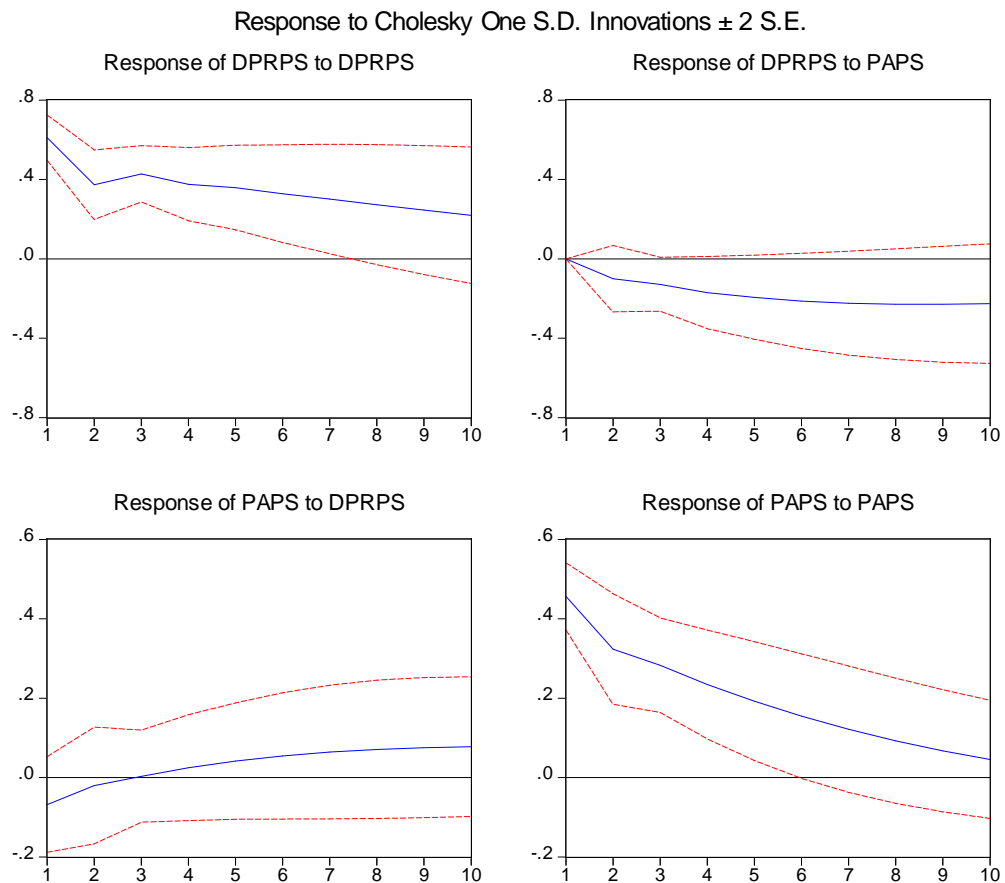 Response to Cholesky One S.D. Innovations ± 2 S.E.
Response of DPRPS to DPRPS
.8
.4
.0
-.4
-.8
1 2 3 4 5 6 7 8 9 10
Response of DPRPS to PAPS
.8
.4
.0
-.4
-.8
1 2 3 4 5 6 7 8 9 10
Response of PAPS to DPRPS
.6
.4
.2
.0
-.2
1 2 3 4 5 6 7 8 9 10
Response of PAPS to PAPS
.6
.4
.2
.0
-.2
1 2 3 4 5 6 7 8 9 10